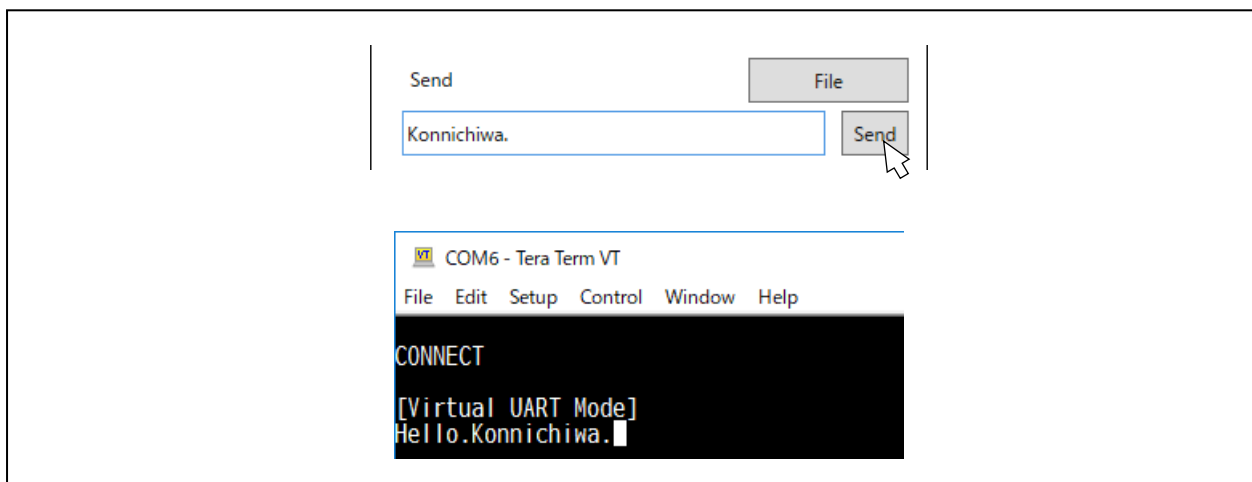 Send File
Konnichiwa. Send
VT COM6 - Tera Term VT
File Edit Setup Control Window Help
CONNECT
[Virtual UART Mode]
Hello.Konnichiwa.